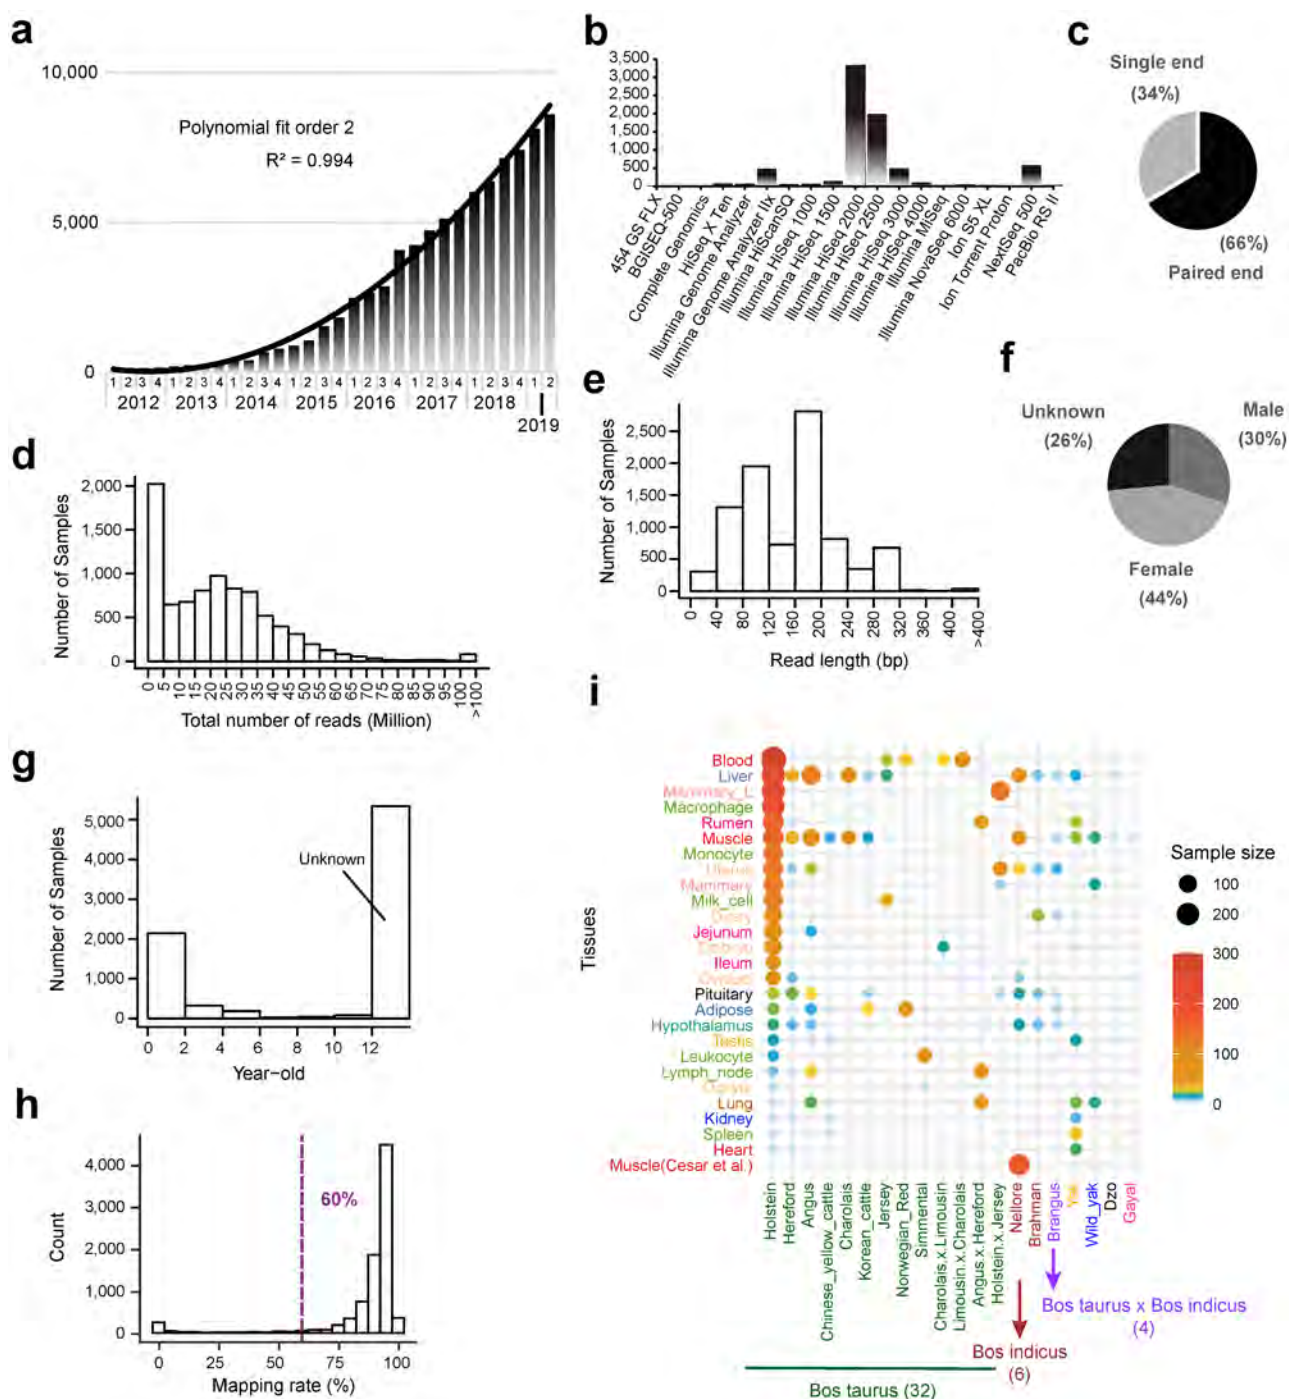 a
10,000
5,000
0
Polynomial fit order 2
R² = 0.994
1 2 3 4 1 2 3 4 1 2 3 4 1 2 3 4 1 2 3 4 1 2 3 4 1 2 3 4 1 2
2012 2013 2014 2015 2016 2017 2018
2019
b
3,500
3,000
2,500
2,000
1,500
1,000
500
0
454 GS FLX
BGISEQ-500
Complete Genomics
HiSeq X Ten
Illumina Genome Analyzer
Illumina Genome Analyzer IIx
Illumina HiScanSQ
Illumina HiSeq 1000
Illumina HiSeq 1500
Illumina HiSeq 2000
Illumina HiSeq 2500
Illumina HiSeq 3000
Illumina HiSeq 4000
Illumina MiSeq
Illumina NovaSeq 6000
Ion S5 XL
Ion Torrent Proton
NextSeq 500
PacBio RS II
c
Single end
(34%)
(66%)
Paired end
d
Number of Samples
2,000
1,500
1,000
500
0
0 5 10 15 20 25 30 35 40 45 50 55 60 65 70 75 80 85 90 95 100 >100
Total number of reads (Million)
e
Number of Samples
2,500
2,000
1,500
1,000
500
0
0 40 80 120 160 200 240 280 320 360 400 >400
Read length (bp)
f
Unknown
(26%)
Male
(30%)
Female
(44%)
g
Number of Samples
5,000
4,000
3,000
2,000
1,000
0
Unknown
0 2 4 6 8 10 12
Year-old
h
Count
4,000
3,000
2,000
1,000
0
60%
0 25 50 75 100
Mapping rate (%)
i
Tissues
Blood
Liver
Mammary_L
Macrophage
Rumen
Muscle
Monocyte
Uterus
Mammary
Milk_cell
Ovary
Jejunum
Embryo
Ileum
Pituitary
Adipose
Hypothalamus
Testis
Leukocyte
Lymph_node
Lung
Kidney
Spleen
Heart
Muscle(Cesar et al.)
Holstein
Hereford
Angus
Chinese_yellow_cattle
Charolais
Korean_cattle
Jersey
Norwegian_Red
Simmental
Charolais.x.Limousin
Limousin.x.Charolais
Angus.x.Hereford
Holstein.x.Jersey
Nellore
Brahman
Brangus
Yak
Wild_yak
Dzo
Gayal
Sample size
100
200
300
200
100
0
Bos taurus x Bos indicus
(4)
Bos indicus
(6)
Bos taurus (32)